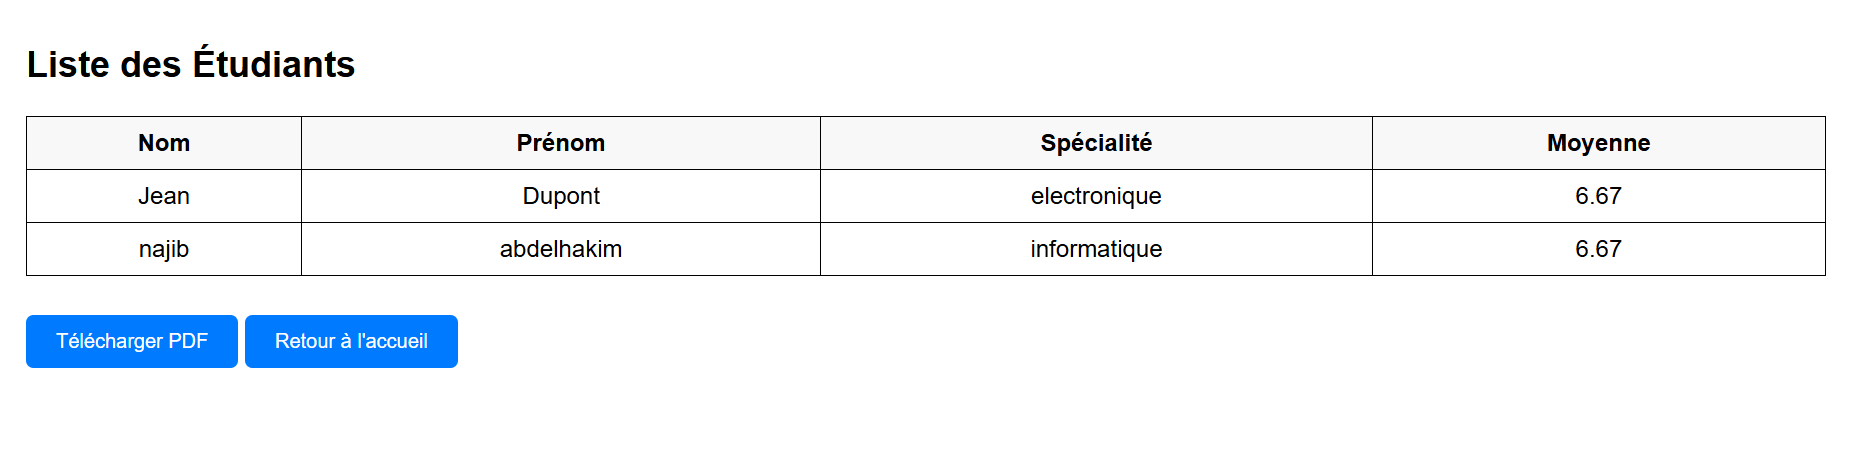 Liste des Étudiants
Nom Prénom Spécialité Moyenne
Jean Dupont electronique 6.67
najib abdelhakim informatique 6.67
Télécharger PDF Retour à l'accueil